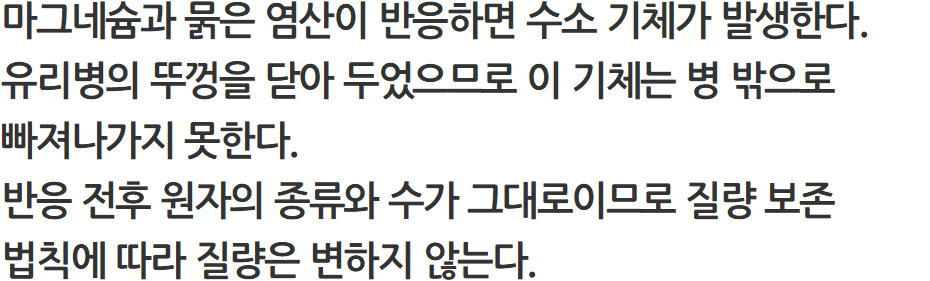 마그네슘과 묽은 염산이 반응하면 수소 기체가 발생한다.
유리병의 뚜껑을 닫아 두었으므로 이 기체는 병 밖으로
빠져나가지 못한다.
반응 전후 원자의 종류와 수가 그대로이므로 질량 보존
법칙에 따라 질량은 변하지 않는다.